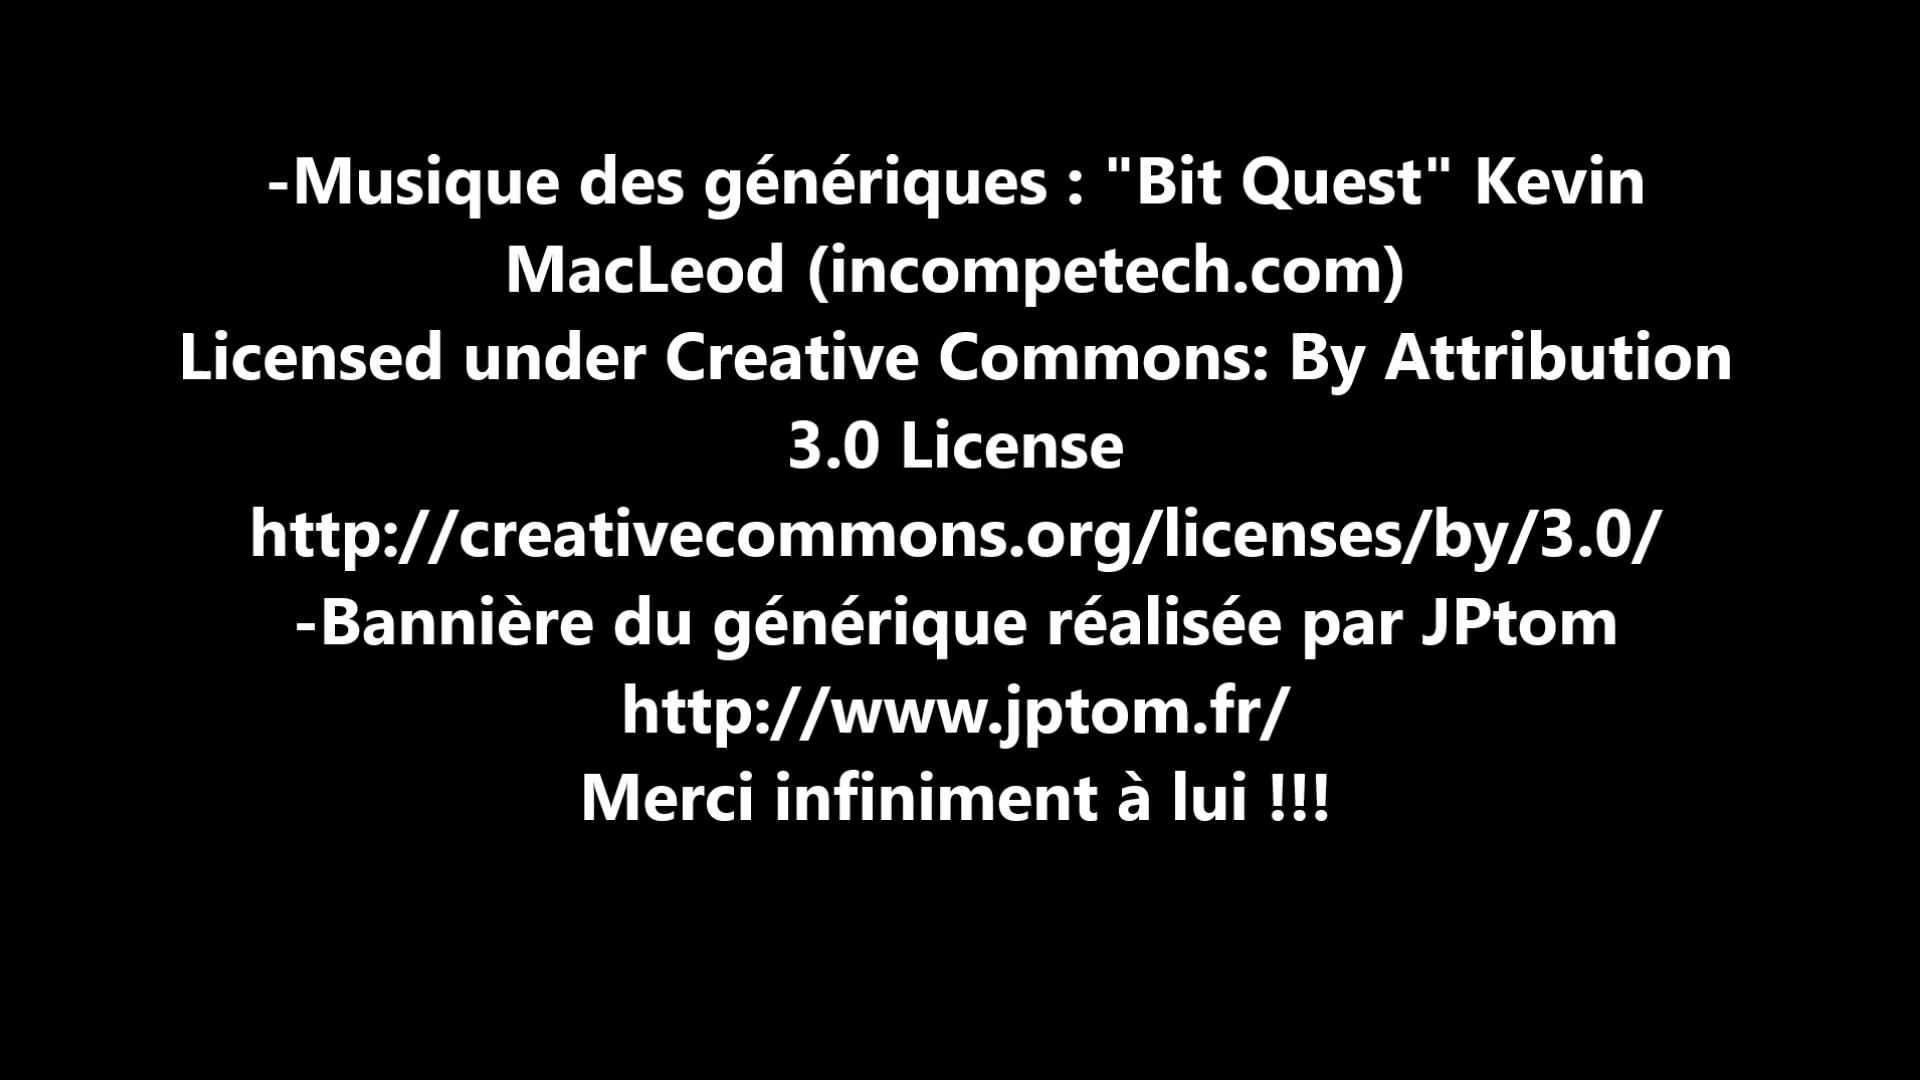 -Musique des génériques : "Bit Quest" Kevin
MacLeod (incompetech.com)
Licensed under Creative Commons: By Attribution
3.0 License
http://creativecommons.org/licenses/by/3.0/
-Bannière du générique réalisée par JPtom
http://www.jptom.fr/
Merci infiniment à lui !!!